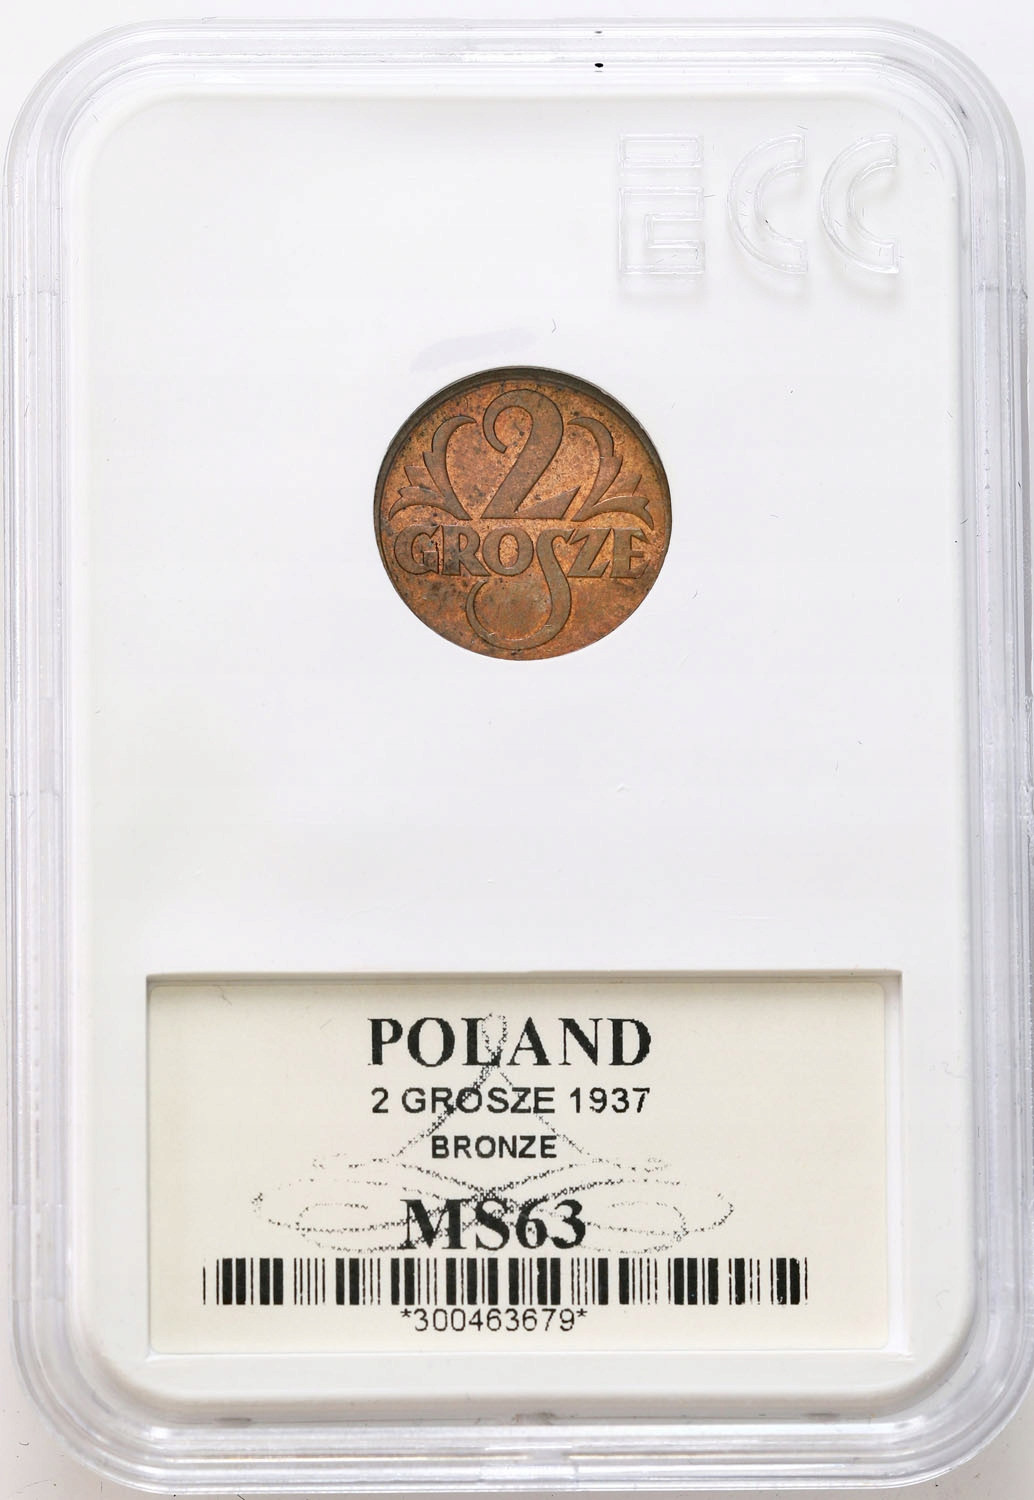 ECC
2
GROSZE
POLAND
2 GROSZE 1937
BRONZE
MS63
*300463679*